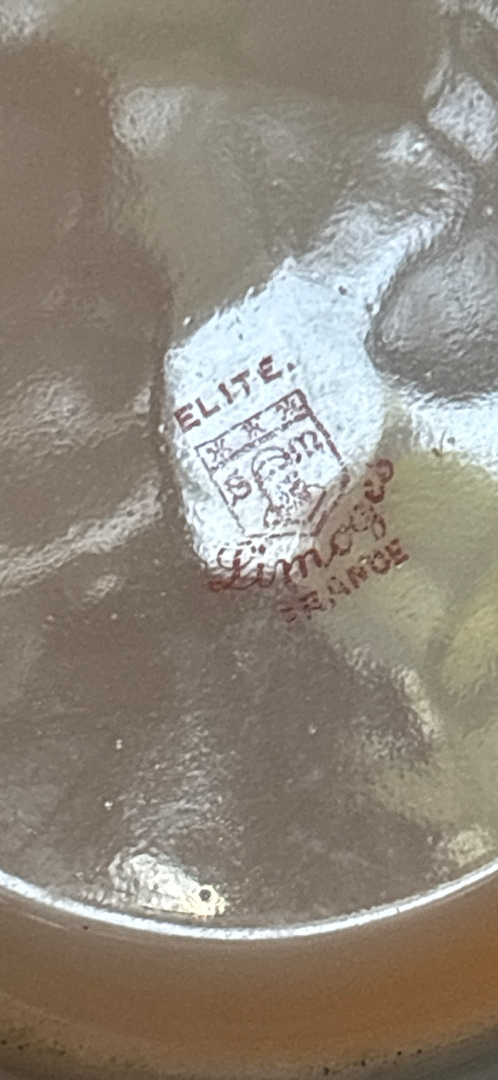 ELITE.
S M
Limoges
FRANCE